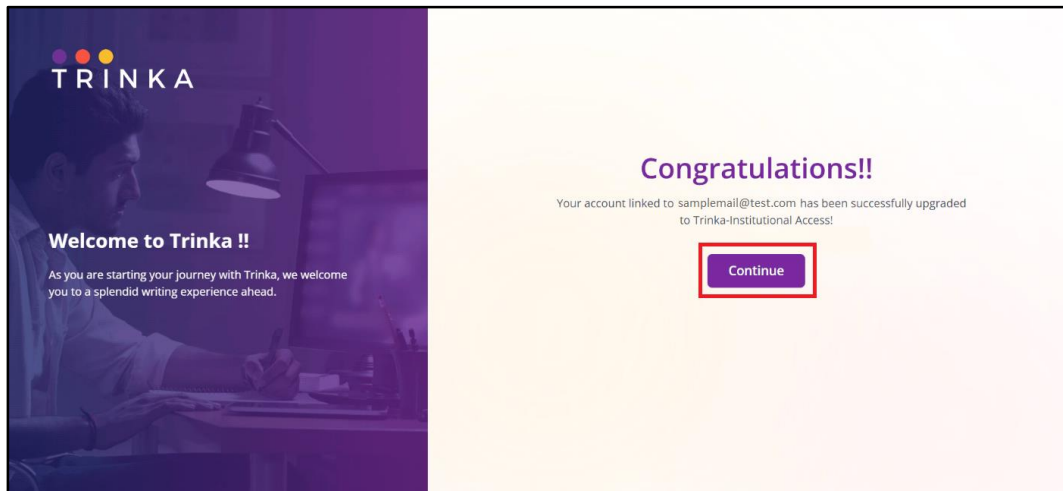 TRINKA
Welcome to Trinka !!
As you are starting your journey with Trinka, we welcome
you to a splendid writing experience ahead.
Congratulations!!
Your account linked to samplemail@test.com has been successfully upgraded
to Trinka-Institutional Access!
Continue